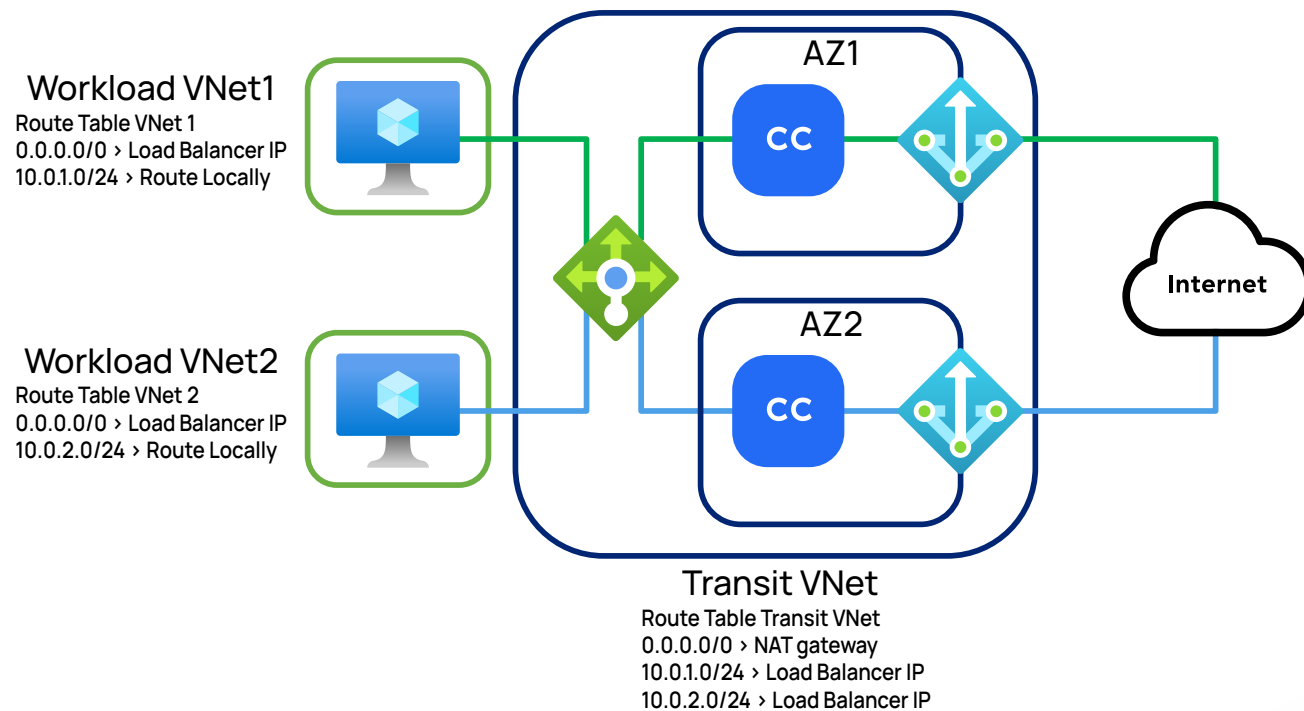 Workload VNet1
Route Table VNet 1
0.0.0.0/0 > Load Balancer IP
10.0.1.0/24 > Route Locally
AZ1
CC
Internet
Workload VNet2
Route Table VNet 2
0.0.0.0/0 > Load Balancer IP
10.0.2.0/24 > Route Locally
AZ2
CC
Transit VNet
Route Table Transit VNet
0.0.0.0/0 > NAT gateway
10.0.1.0/24 > Load Balancer IP
10.0.2.0/24 > Load Balancer IP